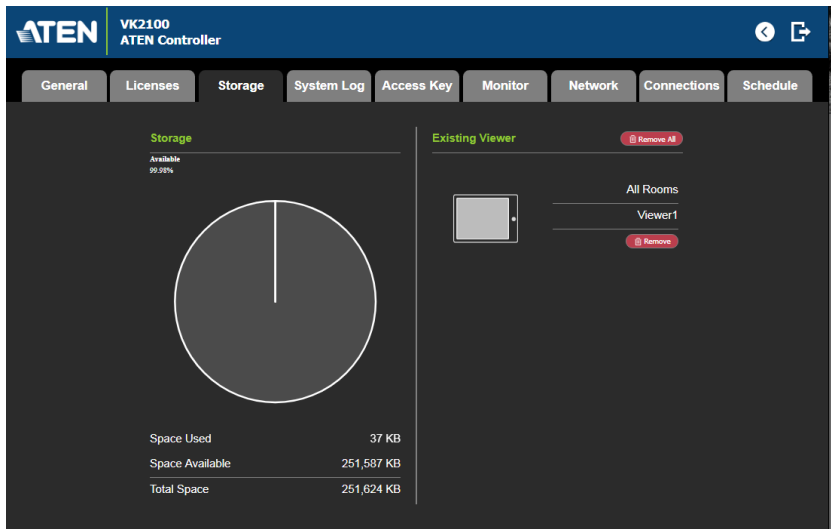 ATEN
VK2100
ATEN Controller
General Licenses Storage System Log Access Key Monitor Network Connections Schedule
Storage
Available
99.98%
Space Used 37 KB
Space Available 251,587 KB
Total Space 251,624 KB
Existing Viewer Remove All
All Rooms
Viewer1
Remove